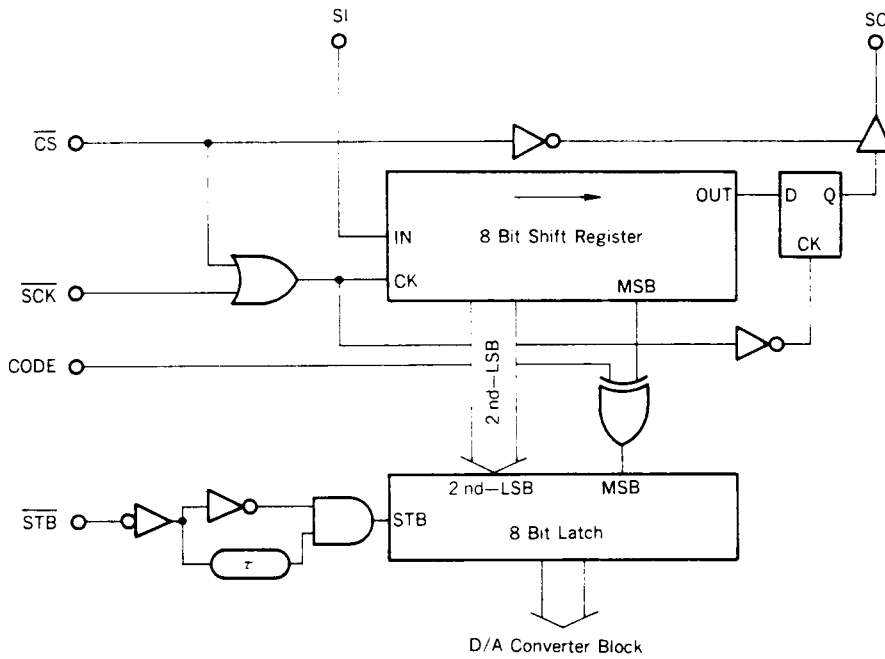 SI
SO
CS
OUT
D
Q
IN
8 Bit Shift Register
CK
CK
SCK
MSB
CODE
2 nd—LSB
2 nd—LSB
MSB
STB
STB
8 Bit Latch
τ
D/A Converter Block